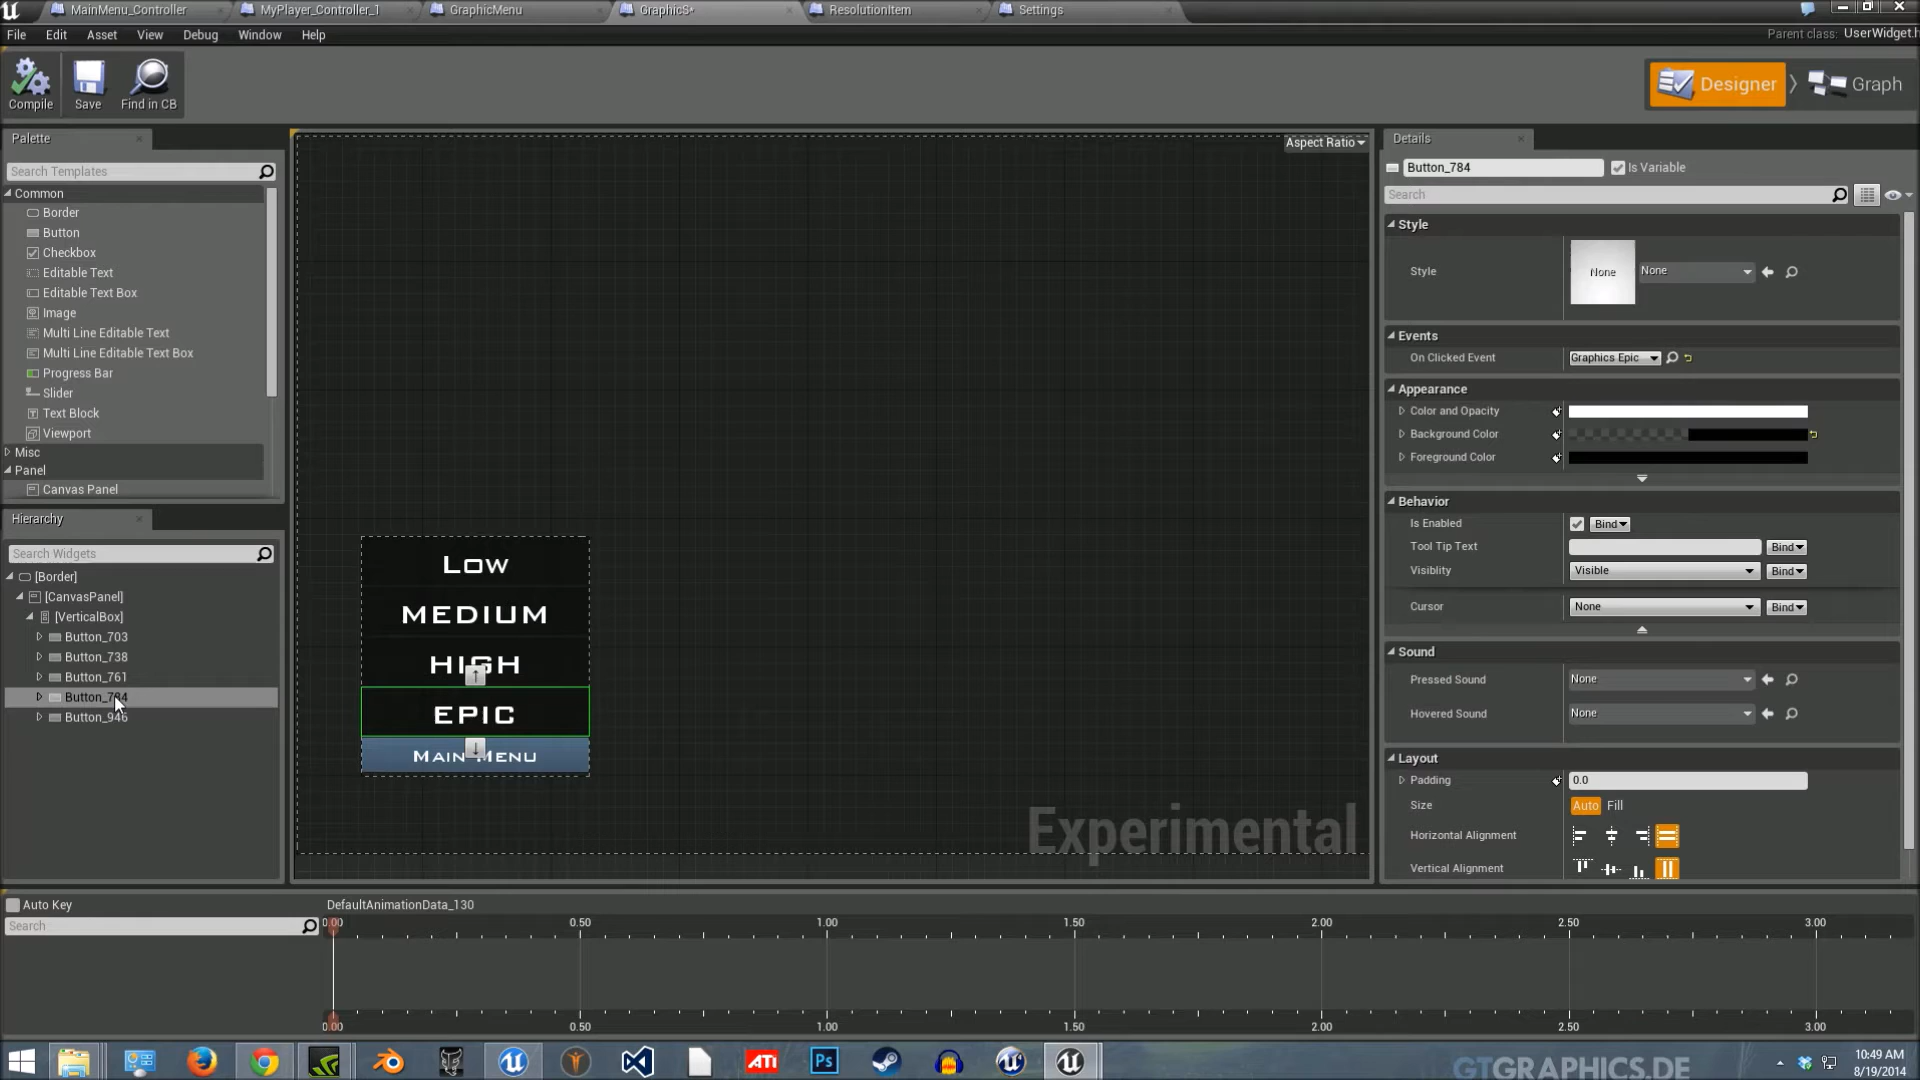 MainMenu_Controller
MyPlayer_Controller_1
GraphicMenu
GraphicS*
ResolutionItem
Settings
File Edit Asset View Debug Window Help
Parent class: UserWidget.h
Compile Save Find in CB
Designer
Graph
Palette
Search Templates
Common
Border
Button
Checkbox
Editable Text
Editable Text Box
Image
Multi Line Editable Text
Multi Line Editable Text Box
Progress Bar
Slider
Text Block
Viewport
Misc
Panel
Canvas Panel
Hierarchy
Search Widgets
[Border]
[CanvasPanel]
[VerticalBox]
Button_703
Button_738
Button_761
Button_784
Button_946
Aspect Ratio
Low
MEDIUM
HIGH
EPIC
MAIN MENU
Experimental
Details
Button_784
Is Variable
Search
Style
Style None None
Events
On Clicked Event Graphics Epic
Appearance
Color and Opacity
Background Color
Foreground Color
Behavior
Is Enabled Bind
Tool Tip Text Bind
Visiblity Visible Bind
Cursor None Bind
Sound
Pressed Sound None
Hovered Sound None
Layout
Padding 0.0
Size Auto Fill
Horizontal Alignment
Vertical Alignment
Auto Key
Search
DefaultAnimationData_130
0.00 0.50 1.00 1.50 2.00 2.50 3.00
0.00 0.50 1.00 1.50 2.00 2.50 3.00
ATi
Ps
GTGRAPHICS.DE
10:49 AM
8/19/2014